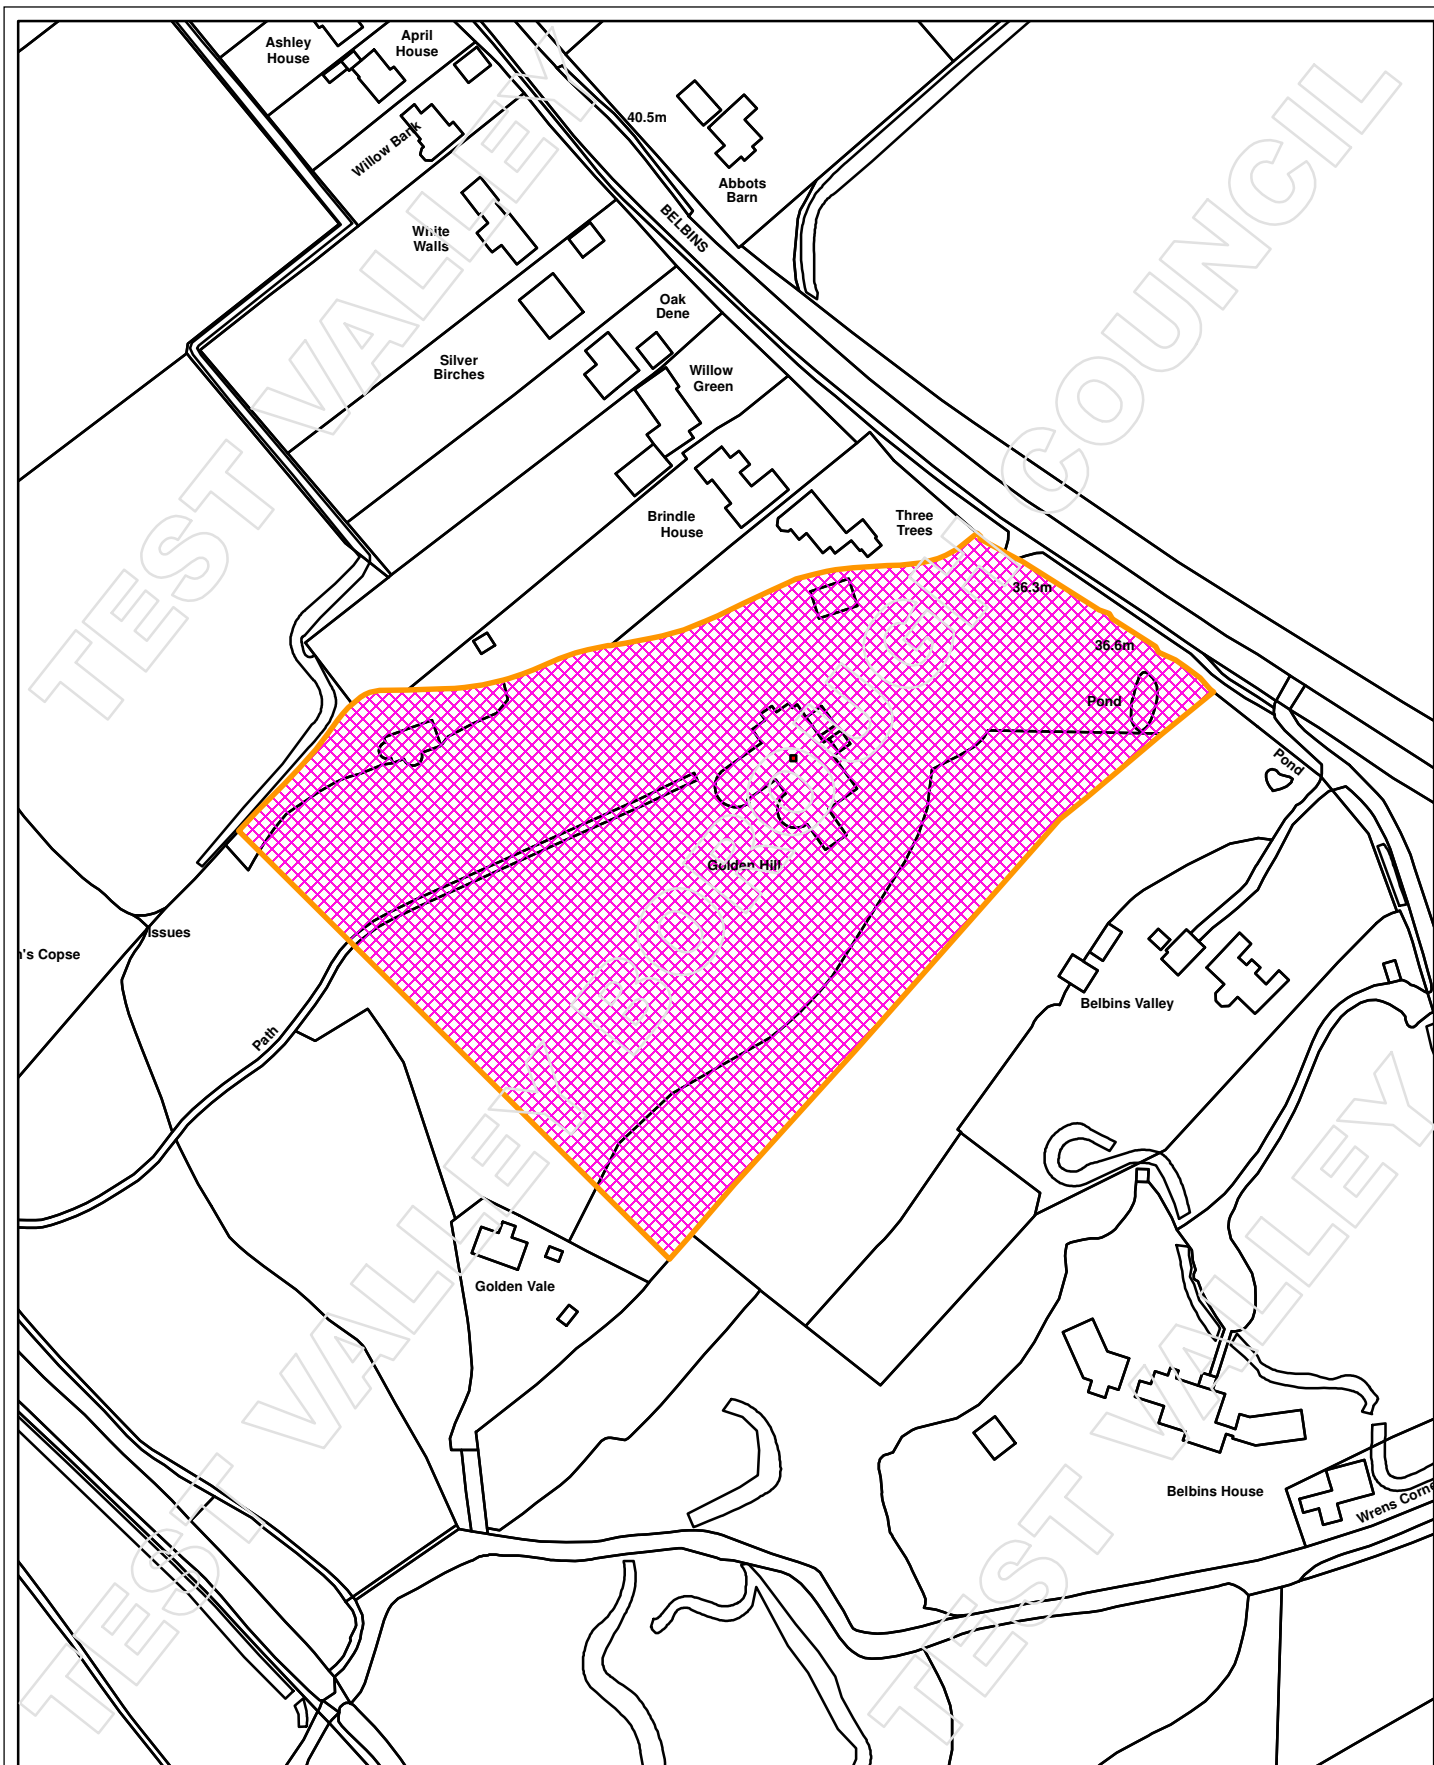 Ashley
House
April
House
40.5m
Willow Bank
Abbots
Barn
White
Walls
BELBINS
Oak
Dene
Silver
Birches
Willow
Green
Brindle
House
Three
Trees
36.3m
36.6m
Pond
Pond
Golden Hill
Issues
's Copse
Belbins Valley
Path
Golden Vale
Belbins House
Wrens Corne
TEST VALLEY
COUNCIL
TEST VALLEY
TEST VALLEY